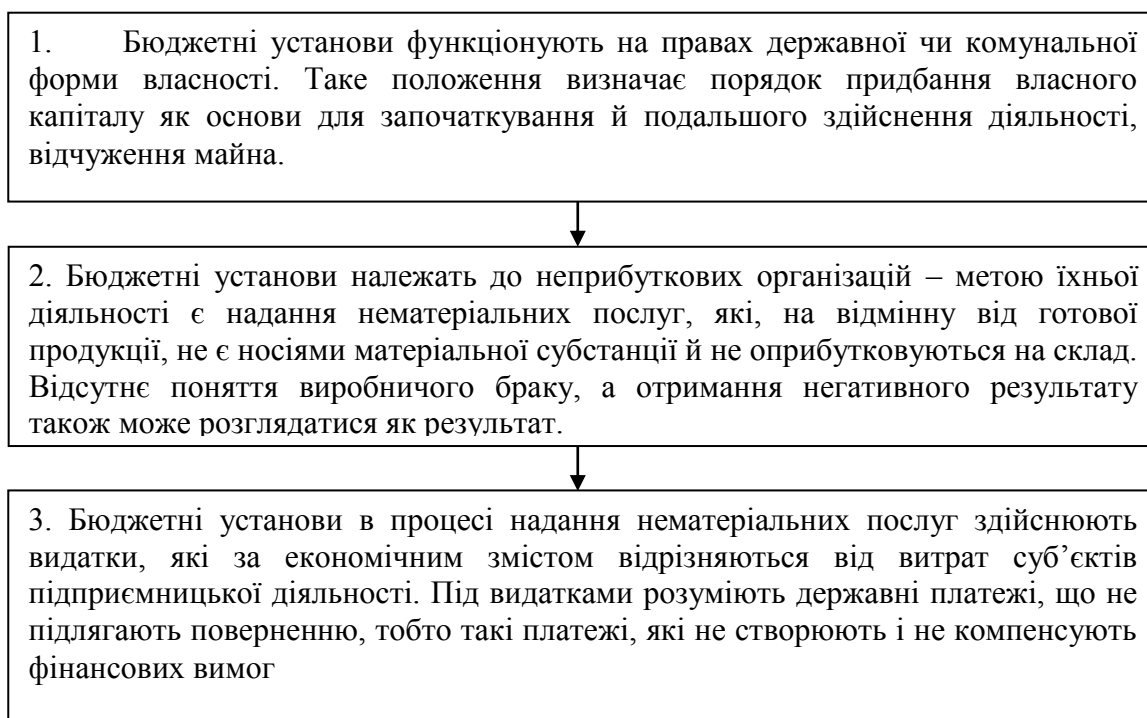 1. Бюджетні установи функціонують на правах державної чи комунальної
форми власності. Таке положення визначає порядок придбання власного
капіталу як основи для започаткування й подальшого здійснення діяльності,
відчуження майна.
2. Бюджетні установи належать до неприбуткових організацій – метою їхньої
діяльності є надання нематеріальних послуг, які, на відмінну від готової
продукції, не є носіями матеріальної субстанції й не оприбутковуються на склад.
Відсутнє поняття виробничого браку, а отримання негативного результату
також може розглядатися як результат.
3. Бюджетні установи в процесі надання нематеріальних послуг здійснюють
видатки, які за економічним змістом відрізняються від витрат суб’єктів
підприємницької діяльності. Під видатками розуміють державні платежі, що не
підлягають поверненню, тобто такі платежі, які не створюють і не компенсують
фінансових вимог